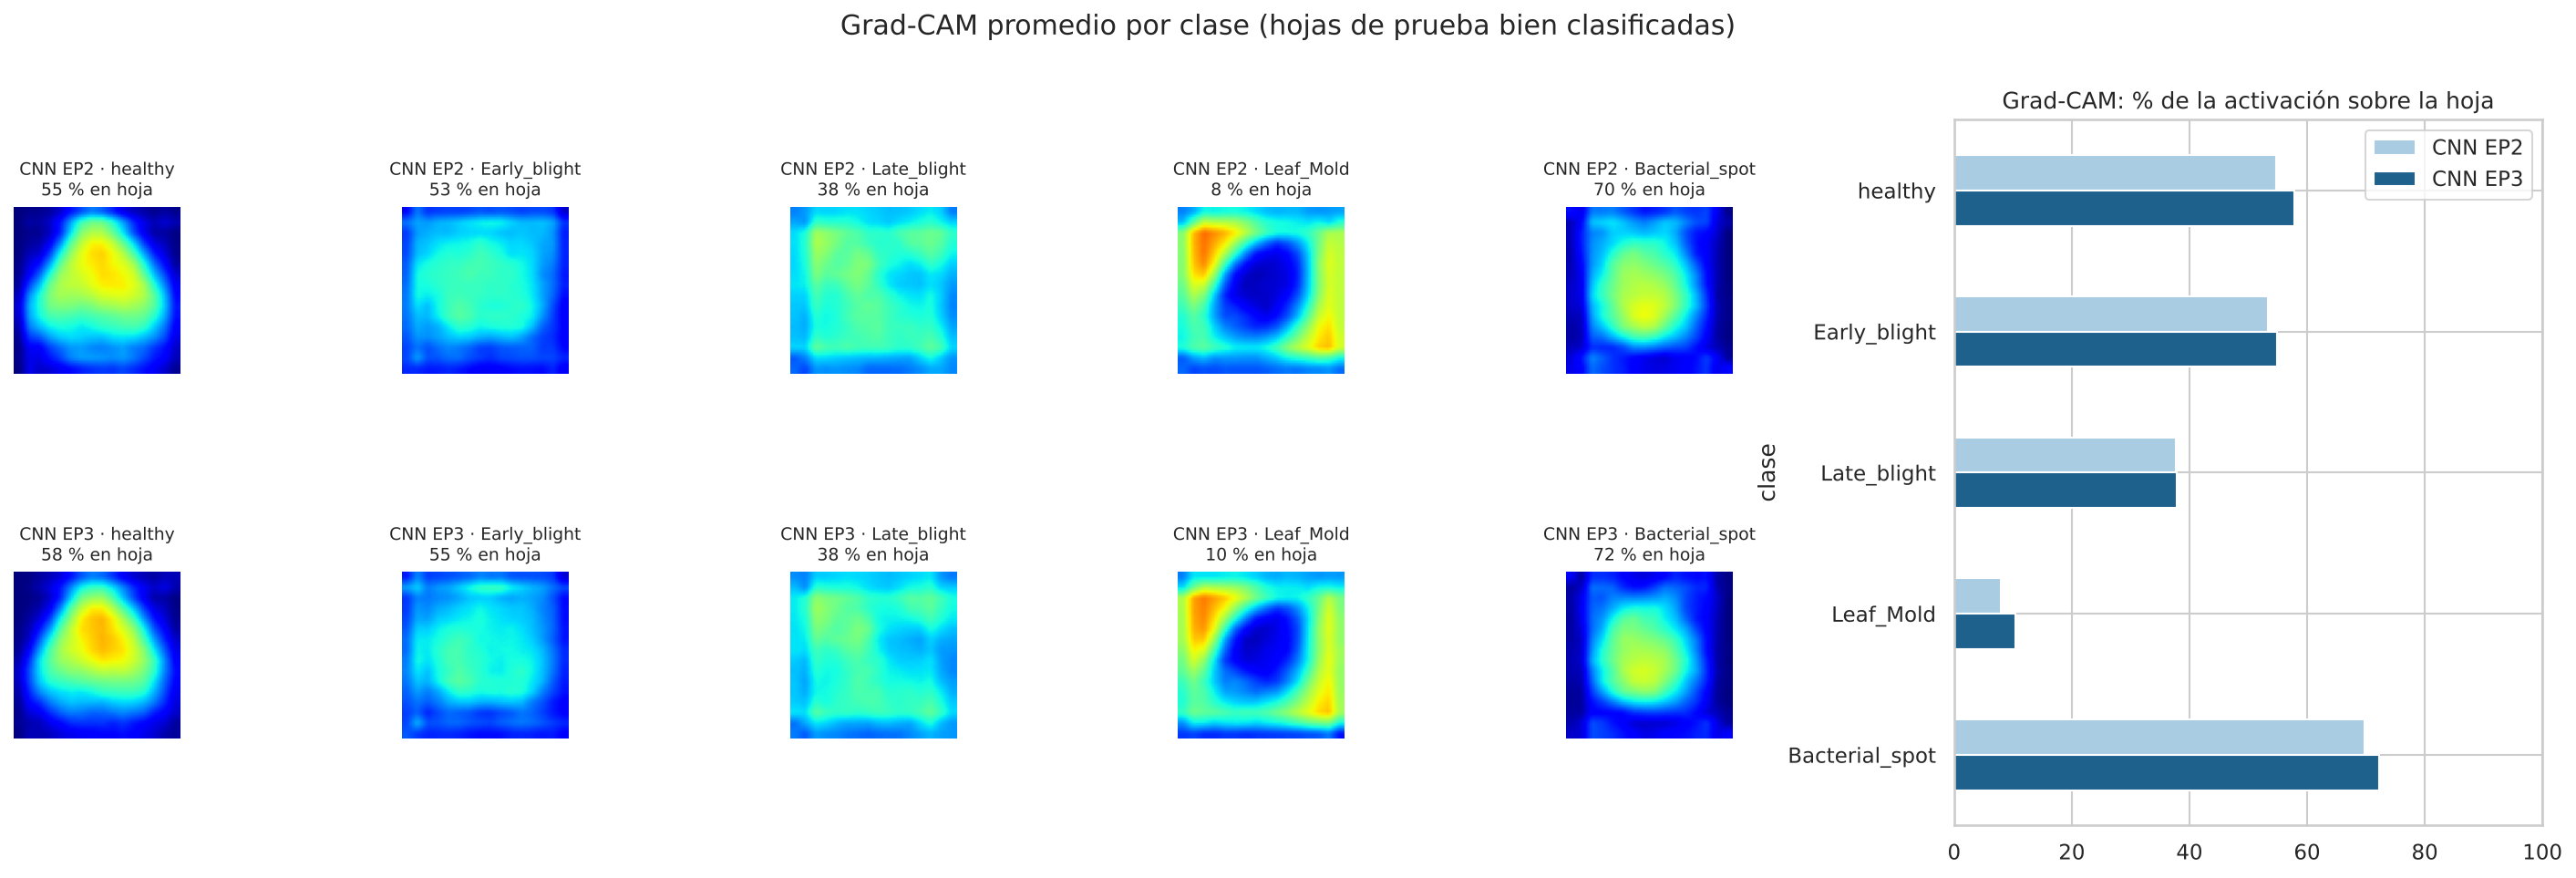 Grad-CAM promedio por clase (hojas de prueba bien clasificadas)
CNN EP2 · healthy
55 % en hoja
CNN EP2 · Early_blight
53 % en hoja
CNN EP2 · Late_blight
38 % en hoja
CNN EP2 · Leaf_Mold
8 % en hoja
CNN EP2 · Bacterial_spot
70 % en hoja
CNN EP3 · healthy
58 % en hoja
CNN EP3 · Early_blight
55 % en hoja
CNN EP3 · Late_blight
38 % en hoja
CNN EP3 · Leaf_Mold
10 % en hoja
CNN EP3 · Bacterial_spot
72 % en hoja
Grad-CAM: % de la activación sobre la hoja
CNN EP2
CNN EP3
clase
healthy
Early_blight
Late_blight
Leaf_Mold
Bacterial_spot
0 20 40 60 80 100